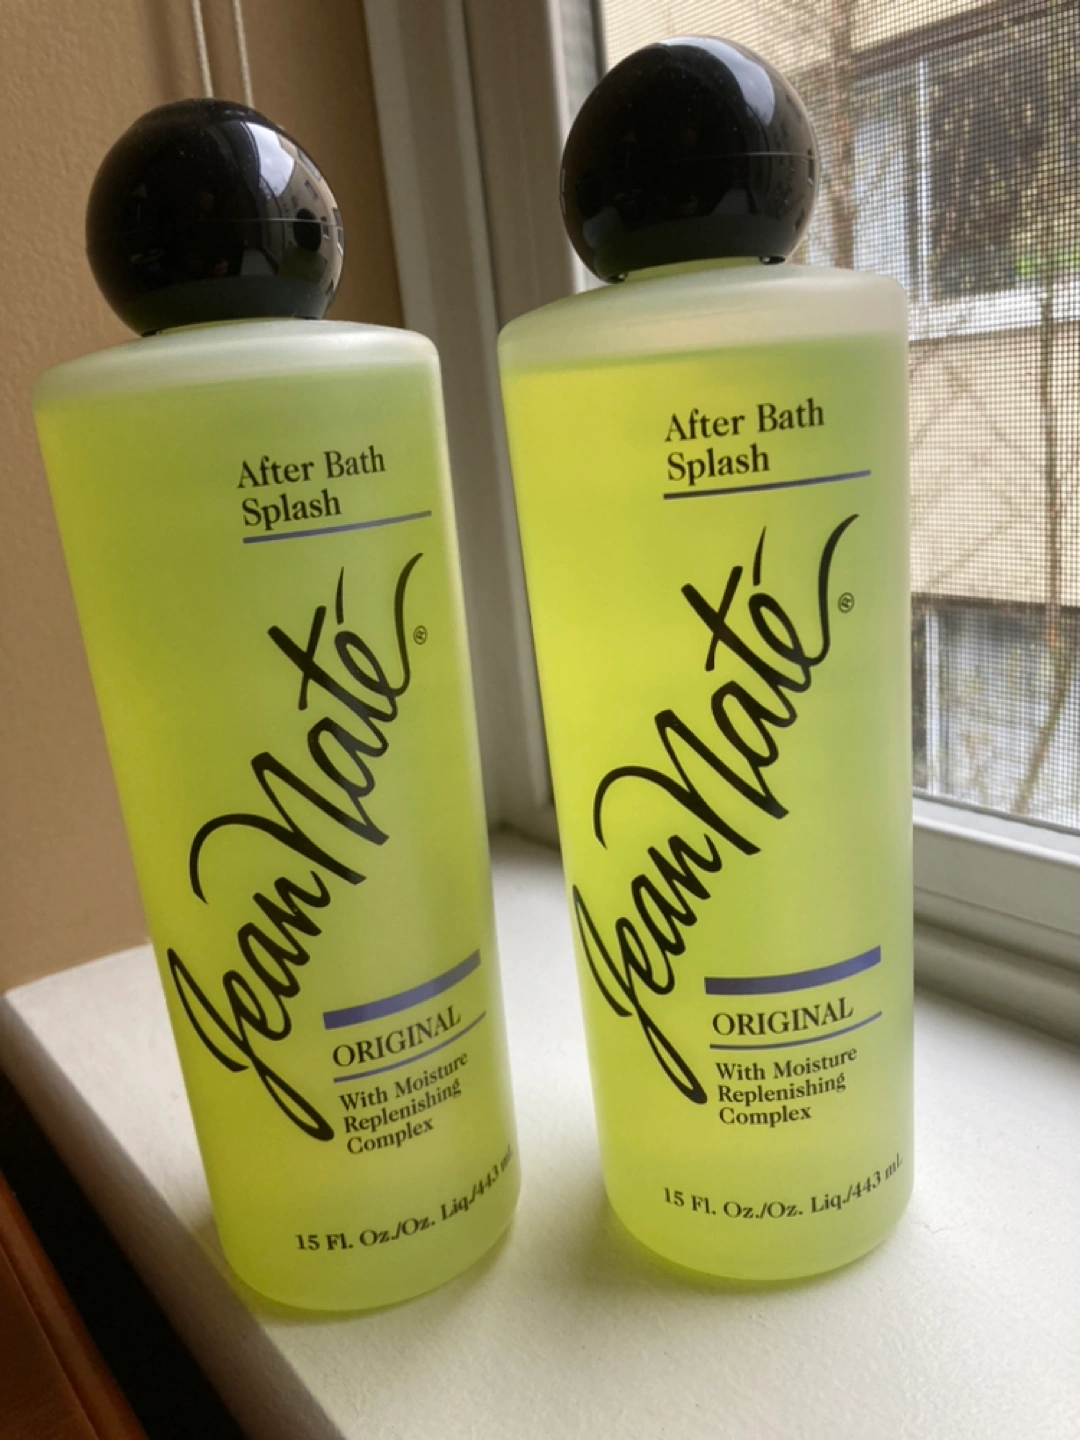 After Bath
Splash
Jean Naté®
ORIGINAL
With Moisture
Replenishing
Complex
15 Fl. Oz./Oz. Liq./443 mL
After Bath
Splash
Jean Naté®
ORIGINAL
With Moisture
Replenishing
Complex
15 Fl. Oz./Oz. Liq./443 mL